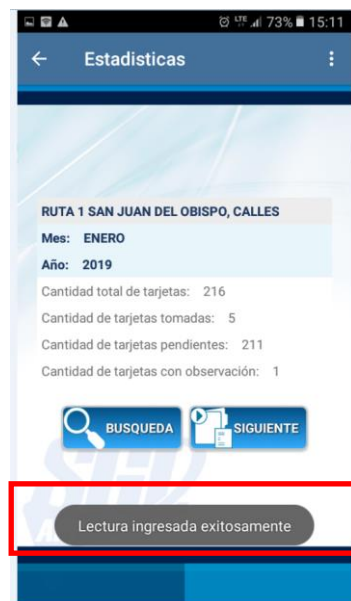 LTE 73% 15:11
Estadisticas
RUTA 1 SAN JUAN DEL OBISPO, CALLES
Mes: ENERO
Año: 2019
Cantidad total de tarjetas: 216
Cantidad de tarjetas tomadas: 5
Cantidad de tarjetas pendientes: 211
Cantidad de tarjetas con observación: 1
BUSQUEDA
SIGUIENTE
Lectura ingresada exitosamente